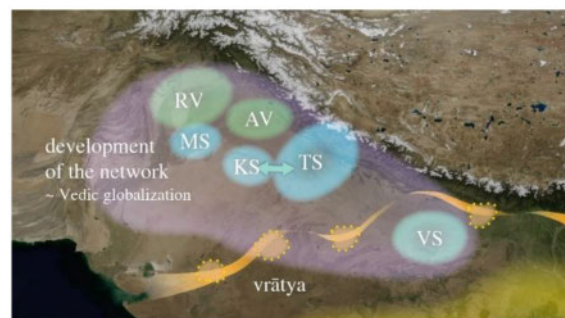 RV
AV
MS
development
of the network
~ Vedic globalization
KS
TS
VS
vrātya